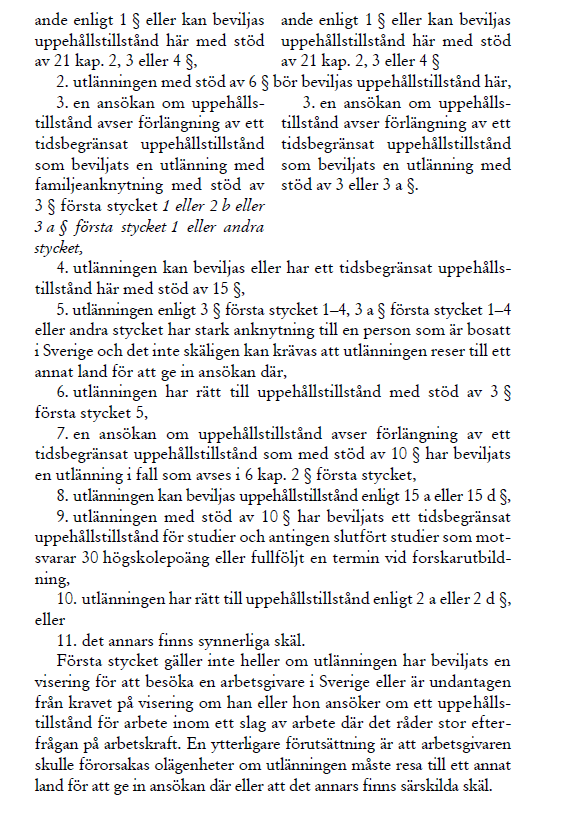 ande enligt 1 § eller kan beviljas
uppehållstillstånd här med stöd
av 21 kap. 2, 3 eller 4 §,
ande enligt 1 § eller kan beviljas
uppehållstillstånd här med stöd
av 21 kap. 2, 3 eller 4 §
2. utlänningen med stöd av 6 § bör beviljas uppehållstillstånd här,
3. en ansökan om uppehålls-
tillstånd avser förlängning av ett
tidsbegränsat uppehållstillstånd
som beviljats en utlänning med
familjeanknytning med stöd av
3 § första stycket 1 eller 2 b eller
3 a § första stycket 1 eller andra
stycket,
3. en ansökan om uppehålls-
tillstånd avser förlängning av ett
tidsbegränsat uppehållstillstånd
som beviljats en utlänning med
stöd av 3 eller 3 a §.
4. utlänningen kan beviljas eller har ett tidsbegränsat uppehålls-
tillstånd här med stöd av 15 §,
5. utlänningen enligt 3 § första stycket 1–4, 3 a § första stycket 1–4
eller andra stycket har stark anknytning till en person som är bosatt
i Sverige och det inte skäligen kan krävas att utlänningen reser till ett
annat land för att ge in ansökan där,
6. utlänningen har rätt till uppehållstillstånd med stöd av 3 §
första stycket 5,
7. en ansökan om uppehållstillstånd avser förlängning av ett
tidsbegränsat uppehållstillstånd som med stöd av 10 § har beviljats
en utlänning i fall som avses i 6 kap. 2 § första stycket,
8. utlänningen kan beviljas uppehållstillstånd enligt 15 a eller 15 d §,
9. utlänningen med stöd av 10 § har beviljats ett tidsbegränsat
uppehållstillstånd för studier och antingen slutfört studier som mot-
svarar 30 högskolepoäng eller fullföljt en termin vid forskarutbild-
ning,
10. utlänningen har rätt till uppehållstillstånd enligt 2 a eller 2 d §,
eller
11. det annars finns synnerliga skäl.
Första stycket gäller inte heller om utlänningen har beviljats en
visering för att besöka en arbetsgivare i Sverige eller är undantagen
från kravet på visering om han eller hon ansöker om ett uppehålls-
tillstånd för arbete inom ett slag av arbete där det råder stor efter-
frågan på arbetskraft. En ytterligare förutsättning är att arbetsgivaren
skulle förorsakas olägenheter om utlänningen måste resa till ett annat
land för att ge in ansökan där eller att det annars finns särskilda skäl.